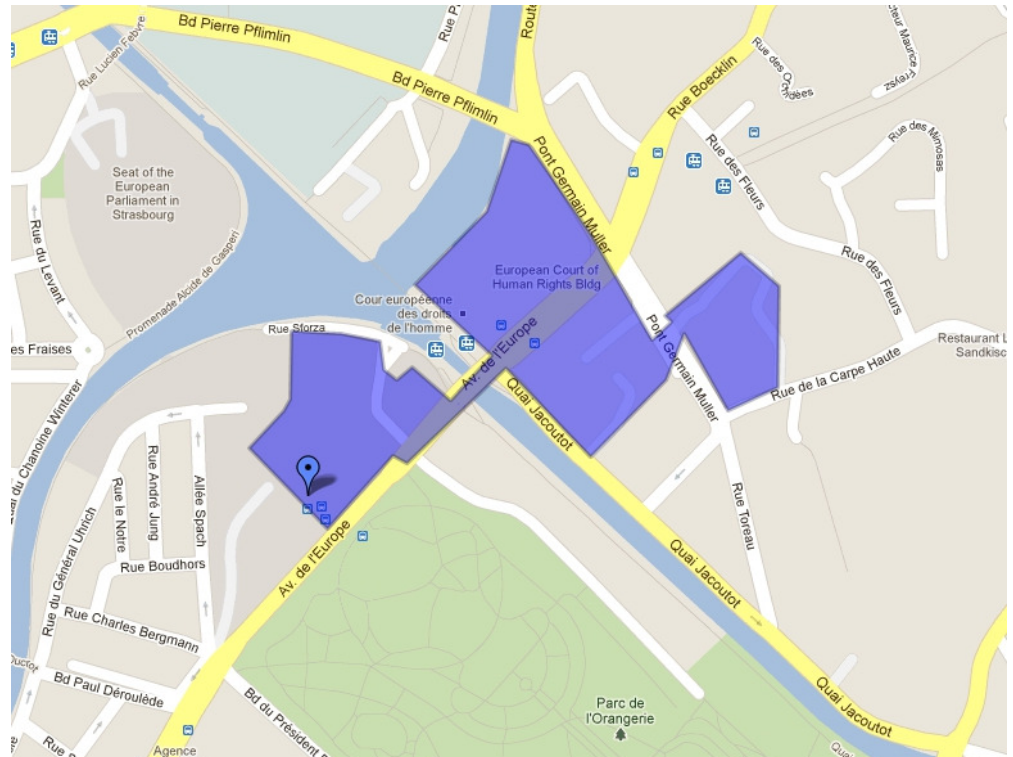 Bd Pierre Pflimlin
Rue Lucien Febvre
Bd Pierre Pflimlin
Rue Boecklin
Rue des
Maurice Freysz
Rue des Mimosas
Rue des Fleurs
Rue des Fleurs
Pont Germain Muller
Seat of the
European
Parliament in
Strasbourg
Promenade Alcide de Gasperi
Rue du Levant
es Fraises
European Court of
Human Rights Bldg
Cour européenne
des droits
de l'homme
Rue Sforza
Av. de l'Europe
Pont Germain Muller
Restaurant L
Sandkisc
Rue de la Carpe Haute
Quai Jacoutot
du Chanoine Winterer
Rue du Général Uhrich
Rue le Notre
Rue André Jung
Allée Spach
Rue Boudhors
Av. de l'Europe
Rue Toreau
Quai Jacoutot
Rue Charles Bergmann
Bd Paul Déroulède
Bd du Président
Quai Jacoutot
Parc de
l'Orangerie
Agence